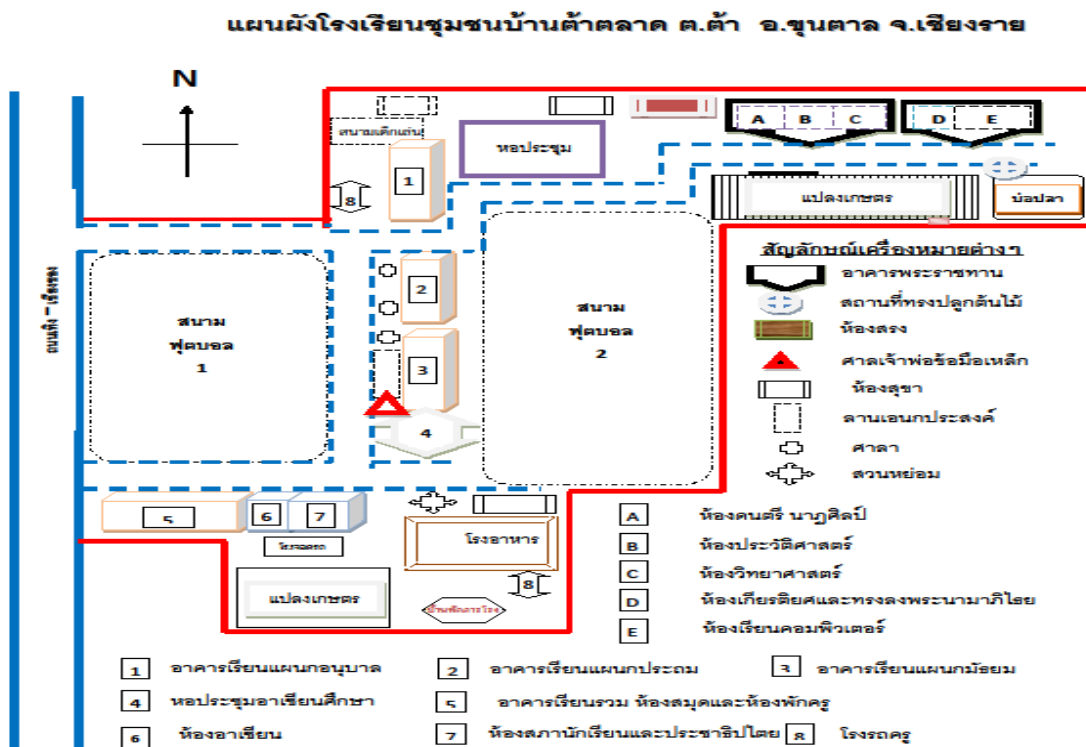 แผนผังโรงเรียนชุมชนบ้านต้าตลาด ต.ต้า อ.ขุนตาล จ.เชียงราย
N
สนามเด็กเล่น
หอประชุม
A B C
D E
1
8
แปลงเกษตร
บ่อปลา
สัญลักษณ์เครื่องหมายต่างๆ
อาคารพระราชทาน
สถานที่ทรงปลูกต้นไม้
ห้องสรง
ศาลเจ้าพ่อข้อมือเหล็ก
ห้องสุขา
ลานเอนกประสงค์
ศาลา
สวนหย่อม
สนาม
ฟุตบอล
1
2
3
4
สนาม
ฟุตบอล
2
5
6
7
โรงจอดรถ
โรงอาหาร
8
แปลงเกษตร
บ้านพักภารโรง
A ห้องดนตรี นาฏศิลป์
B ห้องประวัติศาสตร์
C ห้องวิทยาศาสตร์
D ห้องเกียรติยศและทรงลงพระนามาภิไธย
E ห้องเรียนคอมพิวเตอร์
1 อาคารเรียนแผนกอนุบาล
2 อาคารเรียนแผนกประถม
3 อาคารเรียนแผนกมัธยม
4 หอประชุมอาเซียนศึกษา
5 อาคารเรียนรวม ห้องสมุดและห้องพักครู
6 ห้องอาเซียน
7 ห้องสภานักเรียนและประชาธิปไตย
8 โรงรถครู